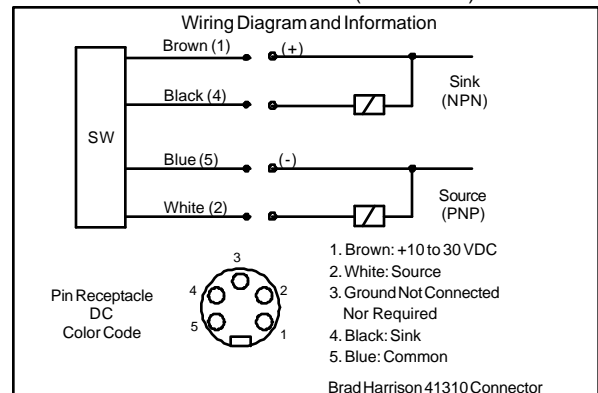 Wiring Diagram and Information
Brown (1)
(+)
Sink
(NPN)
Black (4)
SW
Blue (5)
(-)
Source
(PNP)
White (2)
3
4
2
5
1
Pin Receptacle
DC
Color Code
1. Brown: +10 to 30 VDC
2. White: Source
3. Ground Not Connected
Nor Required
4. Black: Sink
5. Blue: Common
Brad Harrison 41310 Connector